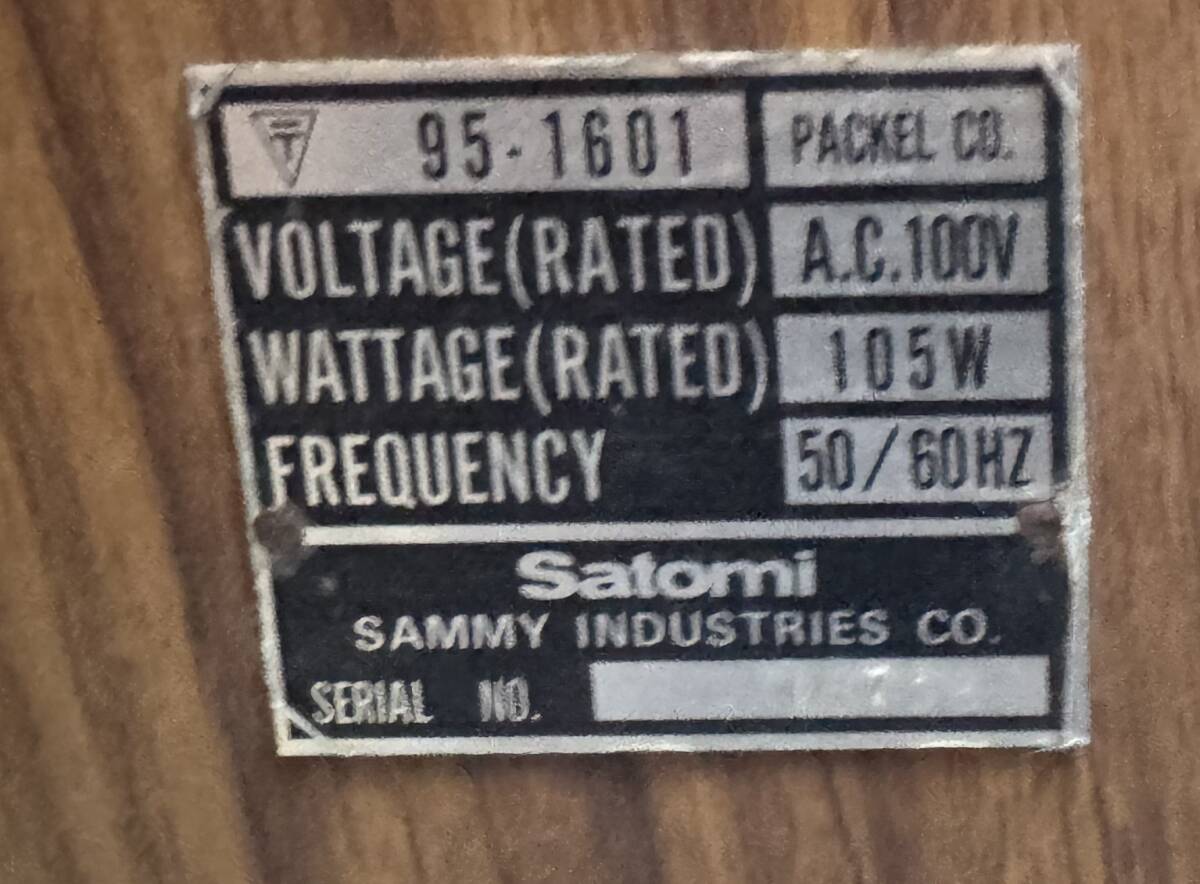 〒 95-1601 PACKEL CO.
VOLTAGE(RATED) A.C.100V
WATTAGE(RATED) 105W
FREQUENCY 50/60HZ
Satomi
SAMMY INDUSTRIES CO.
SERIAL NO.